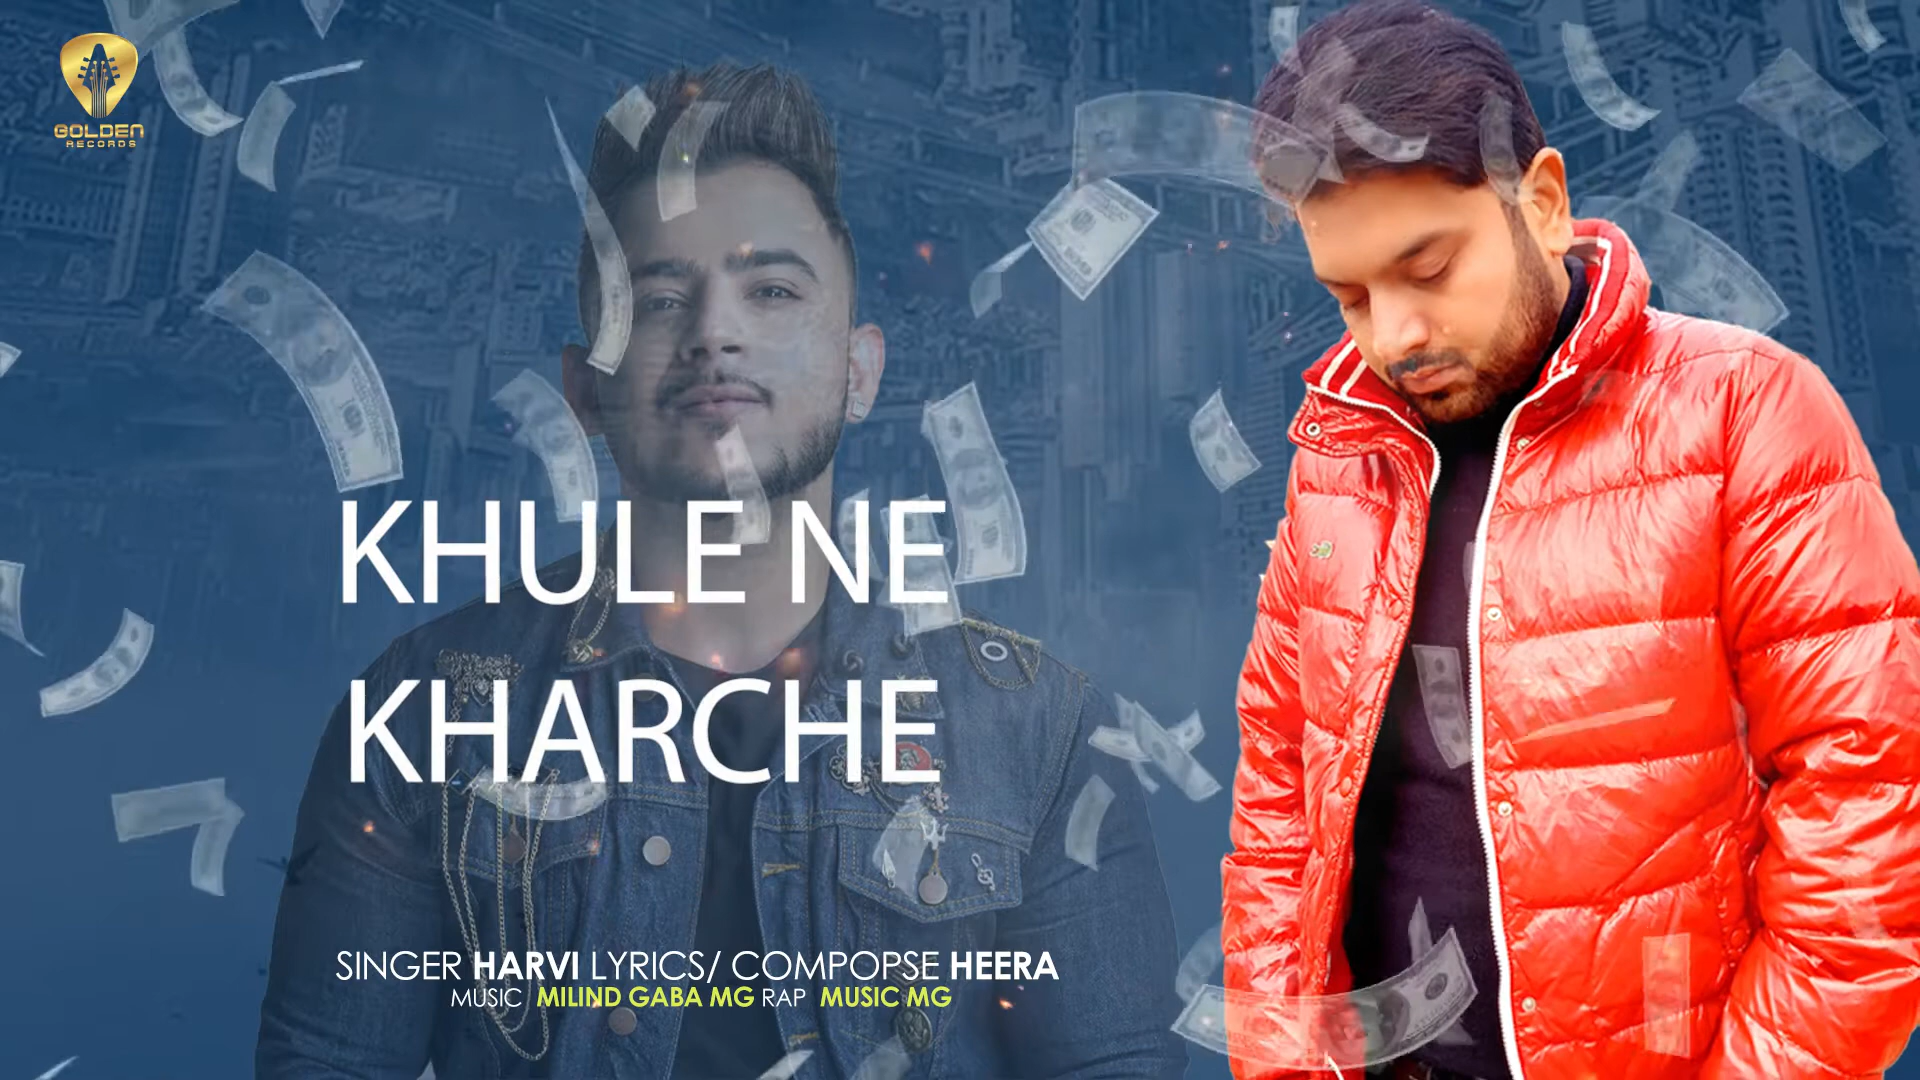 GOLDEN
RECORDS
KHULE NE
KHARCHE
SINGER HARVI LYRICS/ COMPOPSE HEERA
MUSIC MILIND GABA MG RAP MUSIC MG